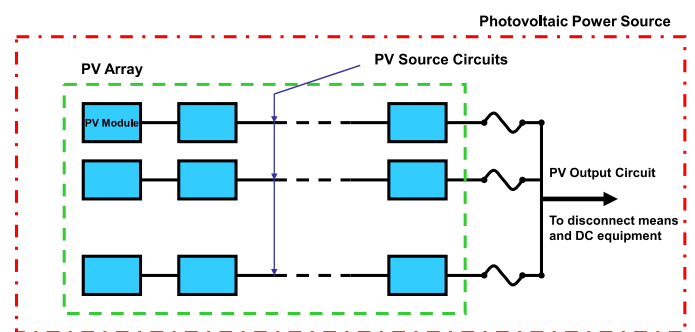 Photovoltaic Power Source
PV Source Circuits
PV Array
PV Module
PV Output Circuit
To disconnect means
and DC equipment